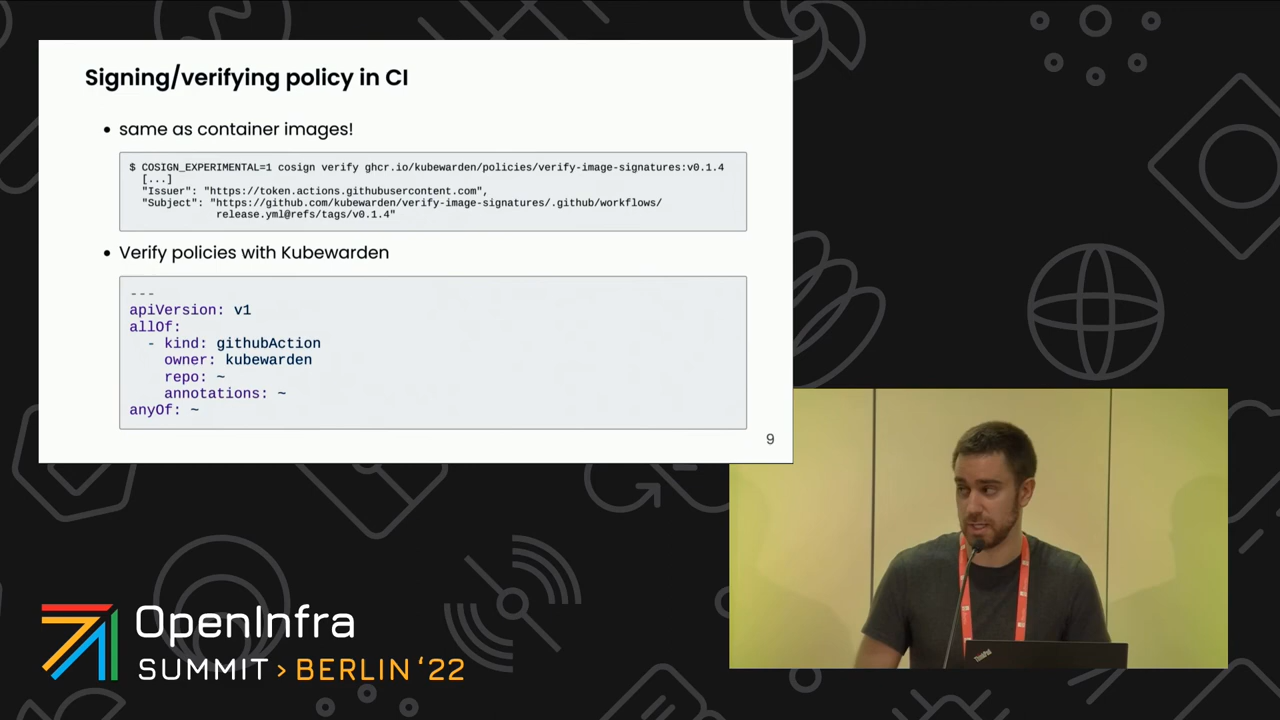 Signing/verifying policy in CI
• same as container images!
$ COSIGN_EXPERIMENTAL=1 cosign verify ghcr.io/kubewarden/policies/verify-image-signatures:v0.1.4
[...]
"Issuer": "https://token.actions.githubusercontent.com",
"Subject": "https://github.com/kubewarden/verify-image-signatures/.github/workflows/
release.yml@refs/tags/v0.1.4"
• Verify policies with Kubewarden
---
apiVersion: v1
allOf:
- kind: githubAction
owner: kubewarden
repo: ~
annotations: ~
anyOf: ~
9
ThinkPad
OpenInfra
SUMMIT > BERLIN ‘22